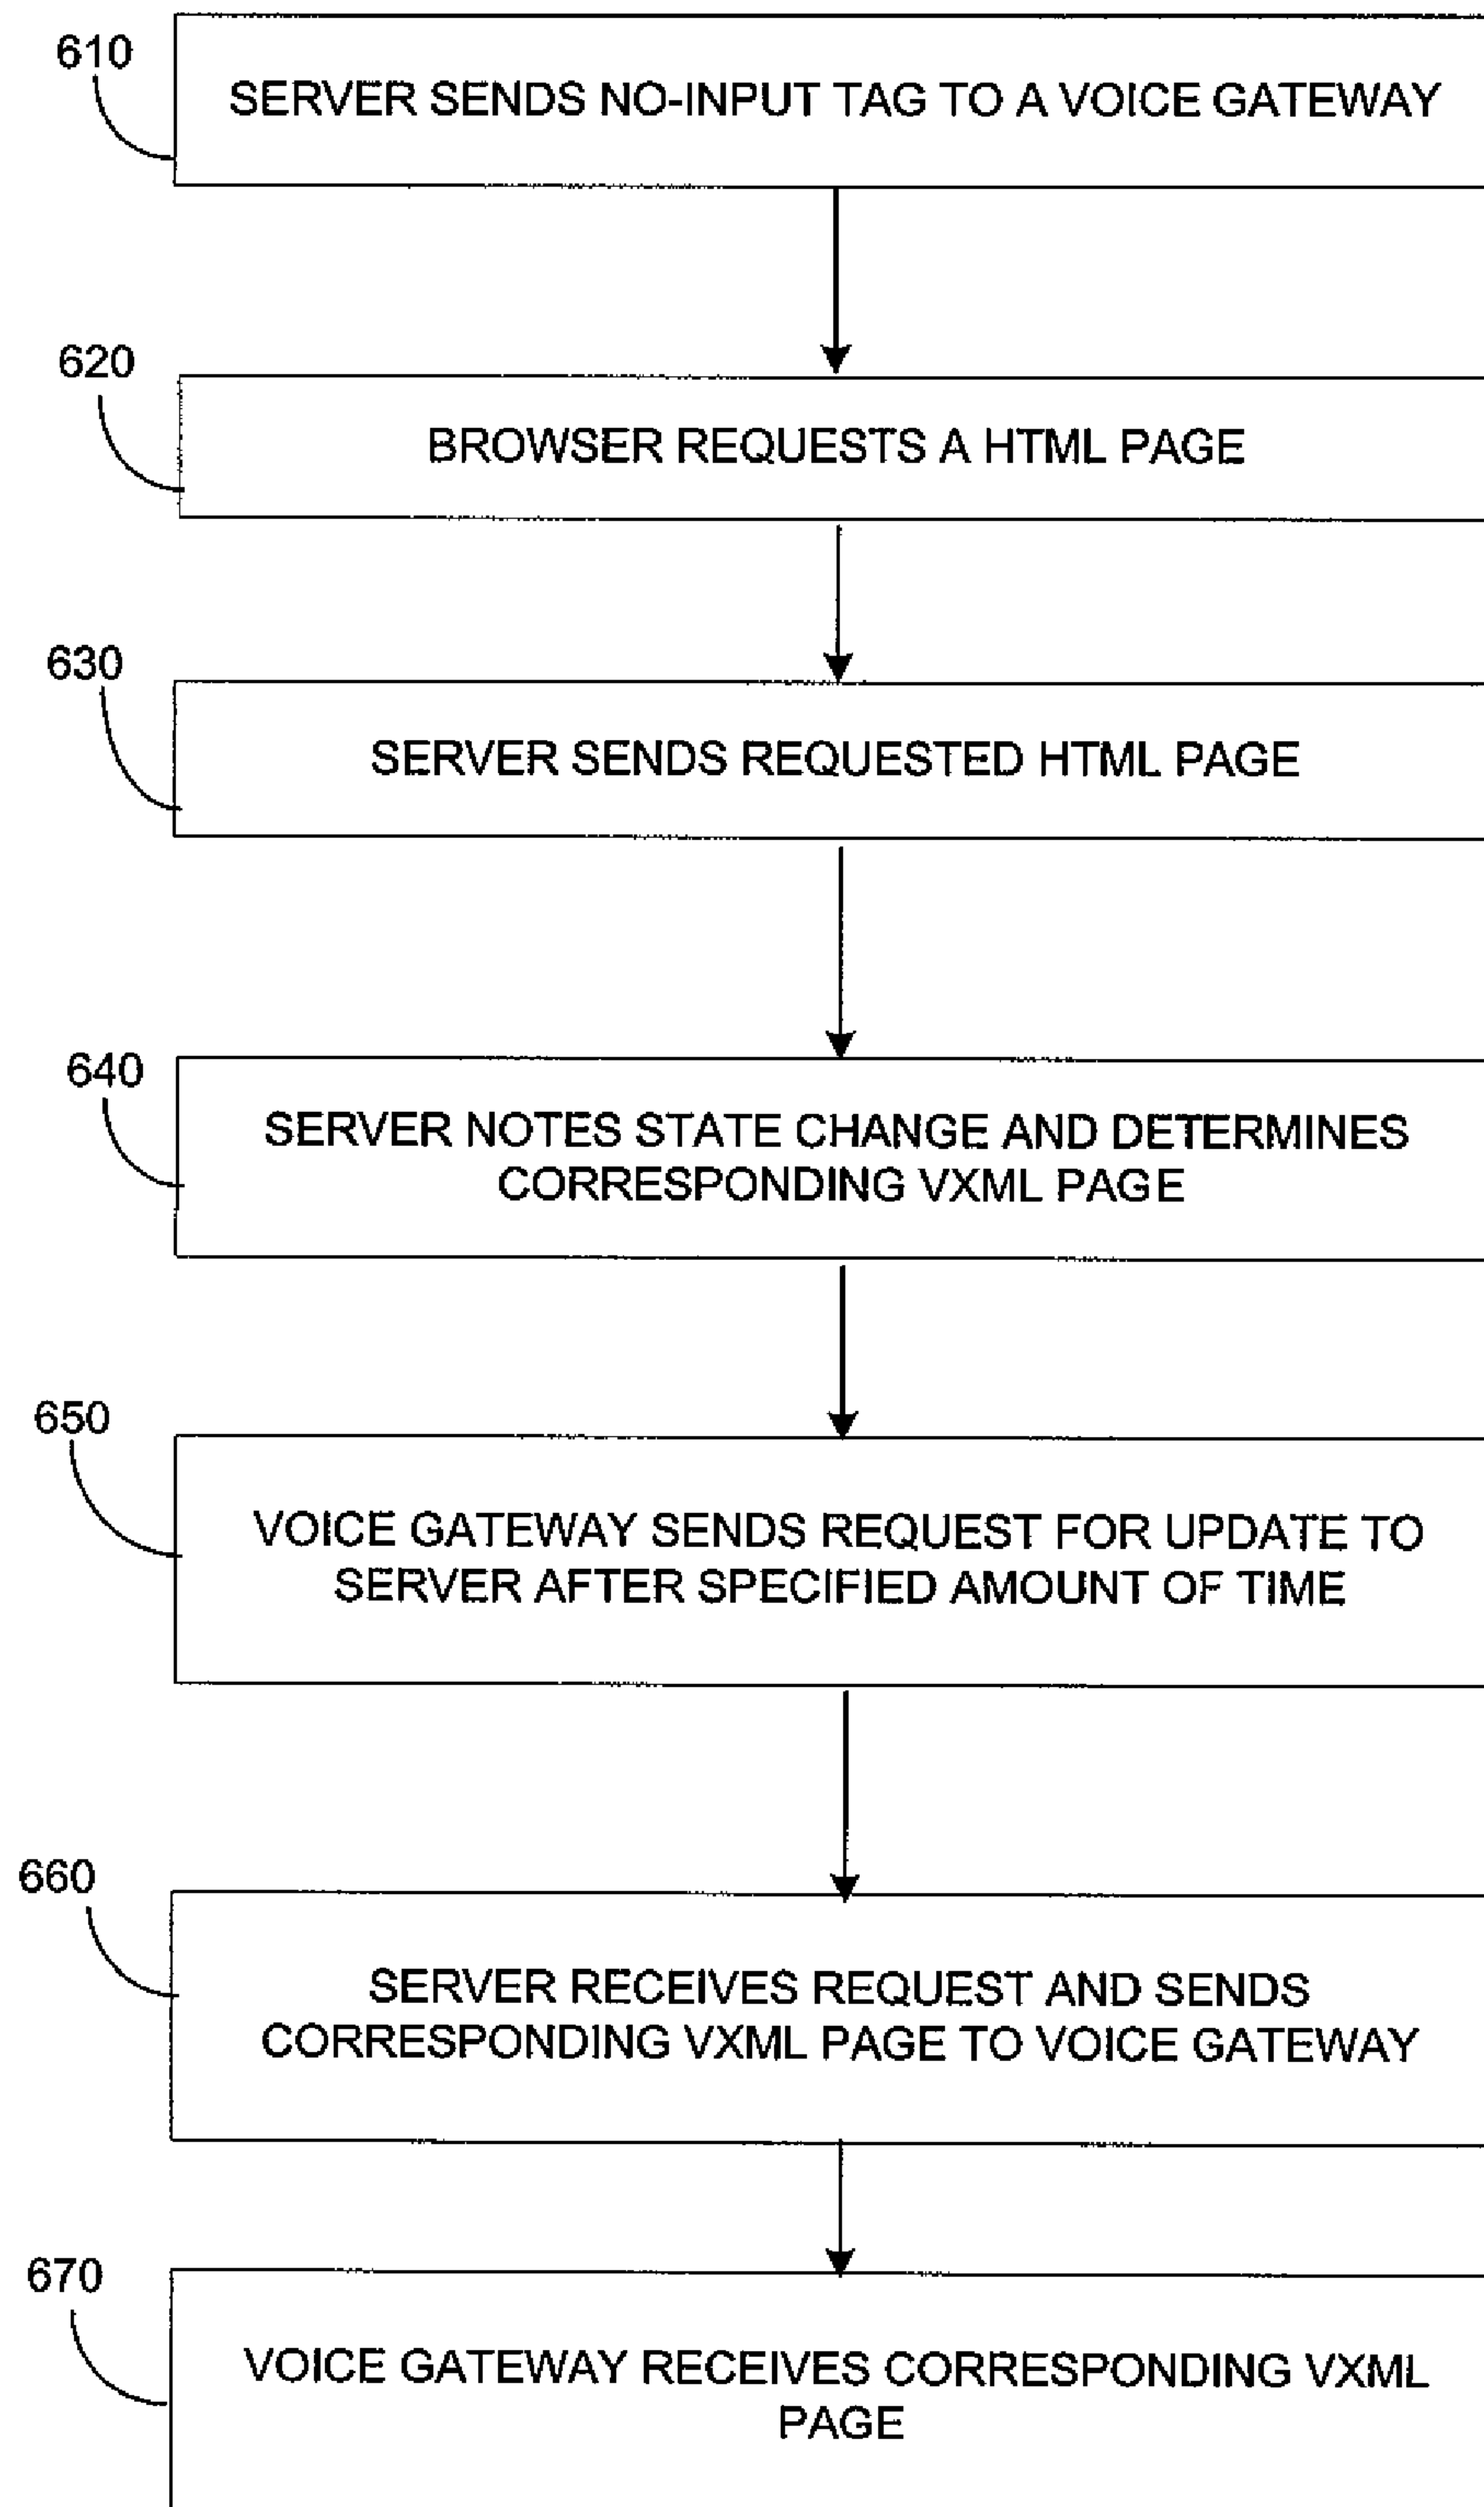 610
SERVER SENDS NO-INPUT TAG TO A VOICE GATEWAY
620
BROWSER REQUESTS A HTML PAGE
630
SERVER SENDS REQUESTED HTML PAGE
640
SERVER NOTES STATE CHANGE AND DETERMINES
CORRESPONDING VXML PAGE
650
VOICE GATEWAY SENDS REQUEST FOR UPDATE TO
SERVER AFTER SPECIFIED AMOUNT OF TIME
660
SERVER RECEIVES REQUEST AND SENDS
CORRESPONDING VXML PAGE TO VOICE GATEWAY
670
VOICE GATEWAY RECEIVES CORRESPONDING VXML
PAGE